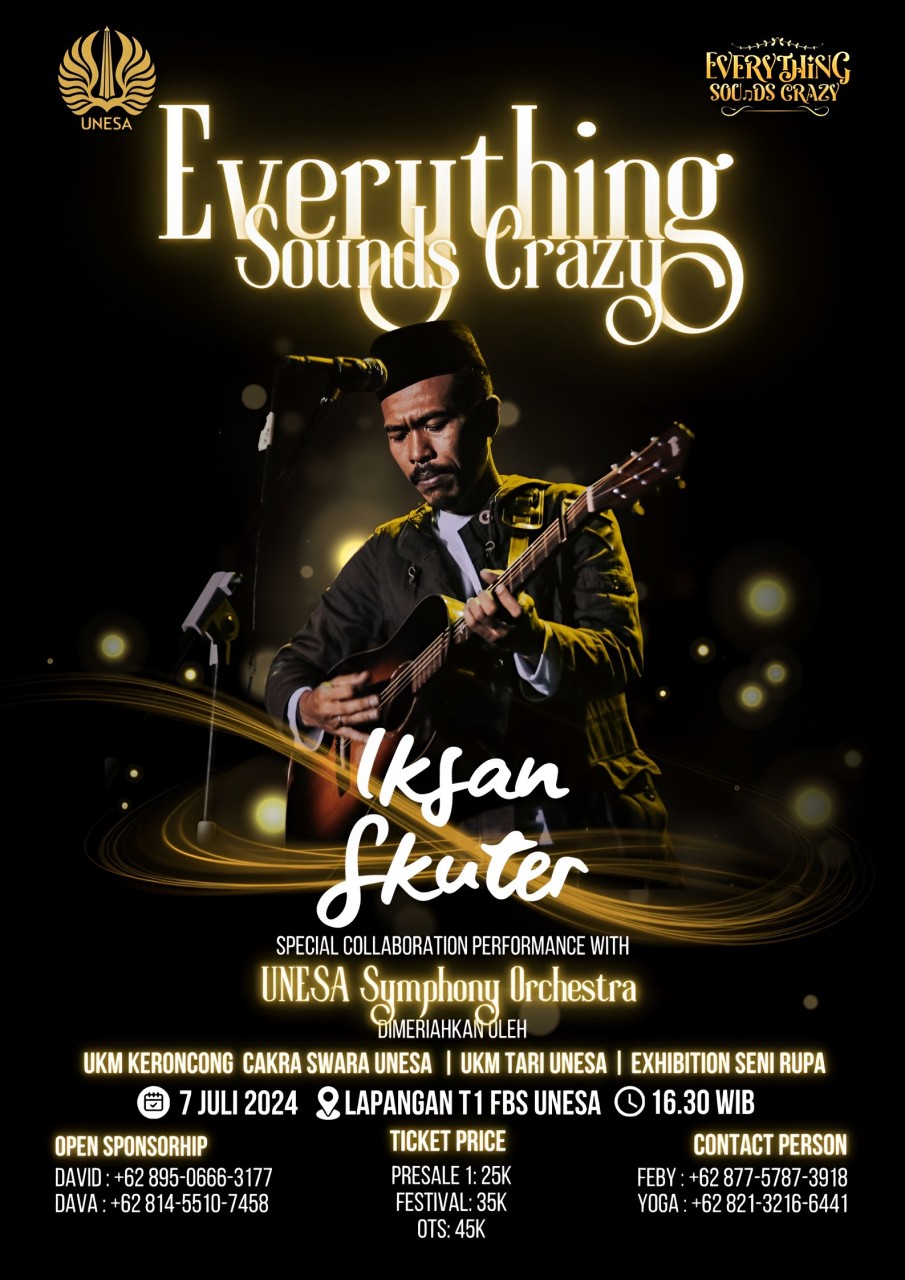 UNESA
EVERYTHING
SOUNDS CRAZY
Everything
Sounds Crazy
Iksan
Skuter
SPECIAL COLLABORATION PERFORMANCE WITH
UNESA Symphony Orchestra
DIMERIAHKAN OLEH
UKM KERONCONG CAKRA SWARA UNESA | UKM TARI UNESA | EXHIBITION SENI RUPA
7 JULI 2024 LAPANGAN T1 FBS UNESA 16.30 WIB
OPEN SPONSORHIP
DAVID : +62 895-0666-3177
DAVA : +62 814-5510-7458
TICKET PRICE
PRESALE 1: 25K
FESTIVAL: 35K
OTS: 45K
CONTACT PERSON
FEBY : +62 877-5787-3918
YOGA : +62 821-3216-6441